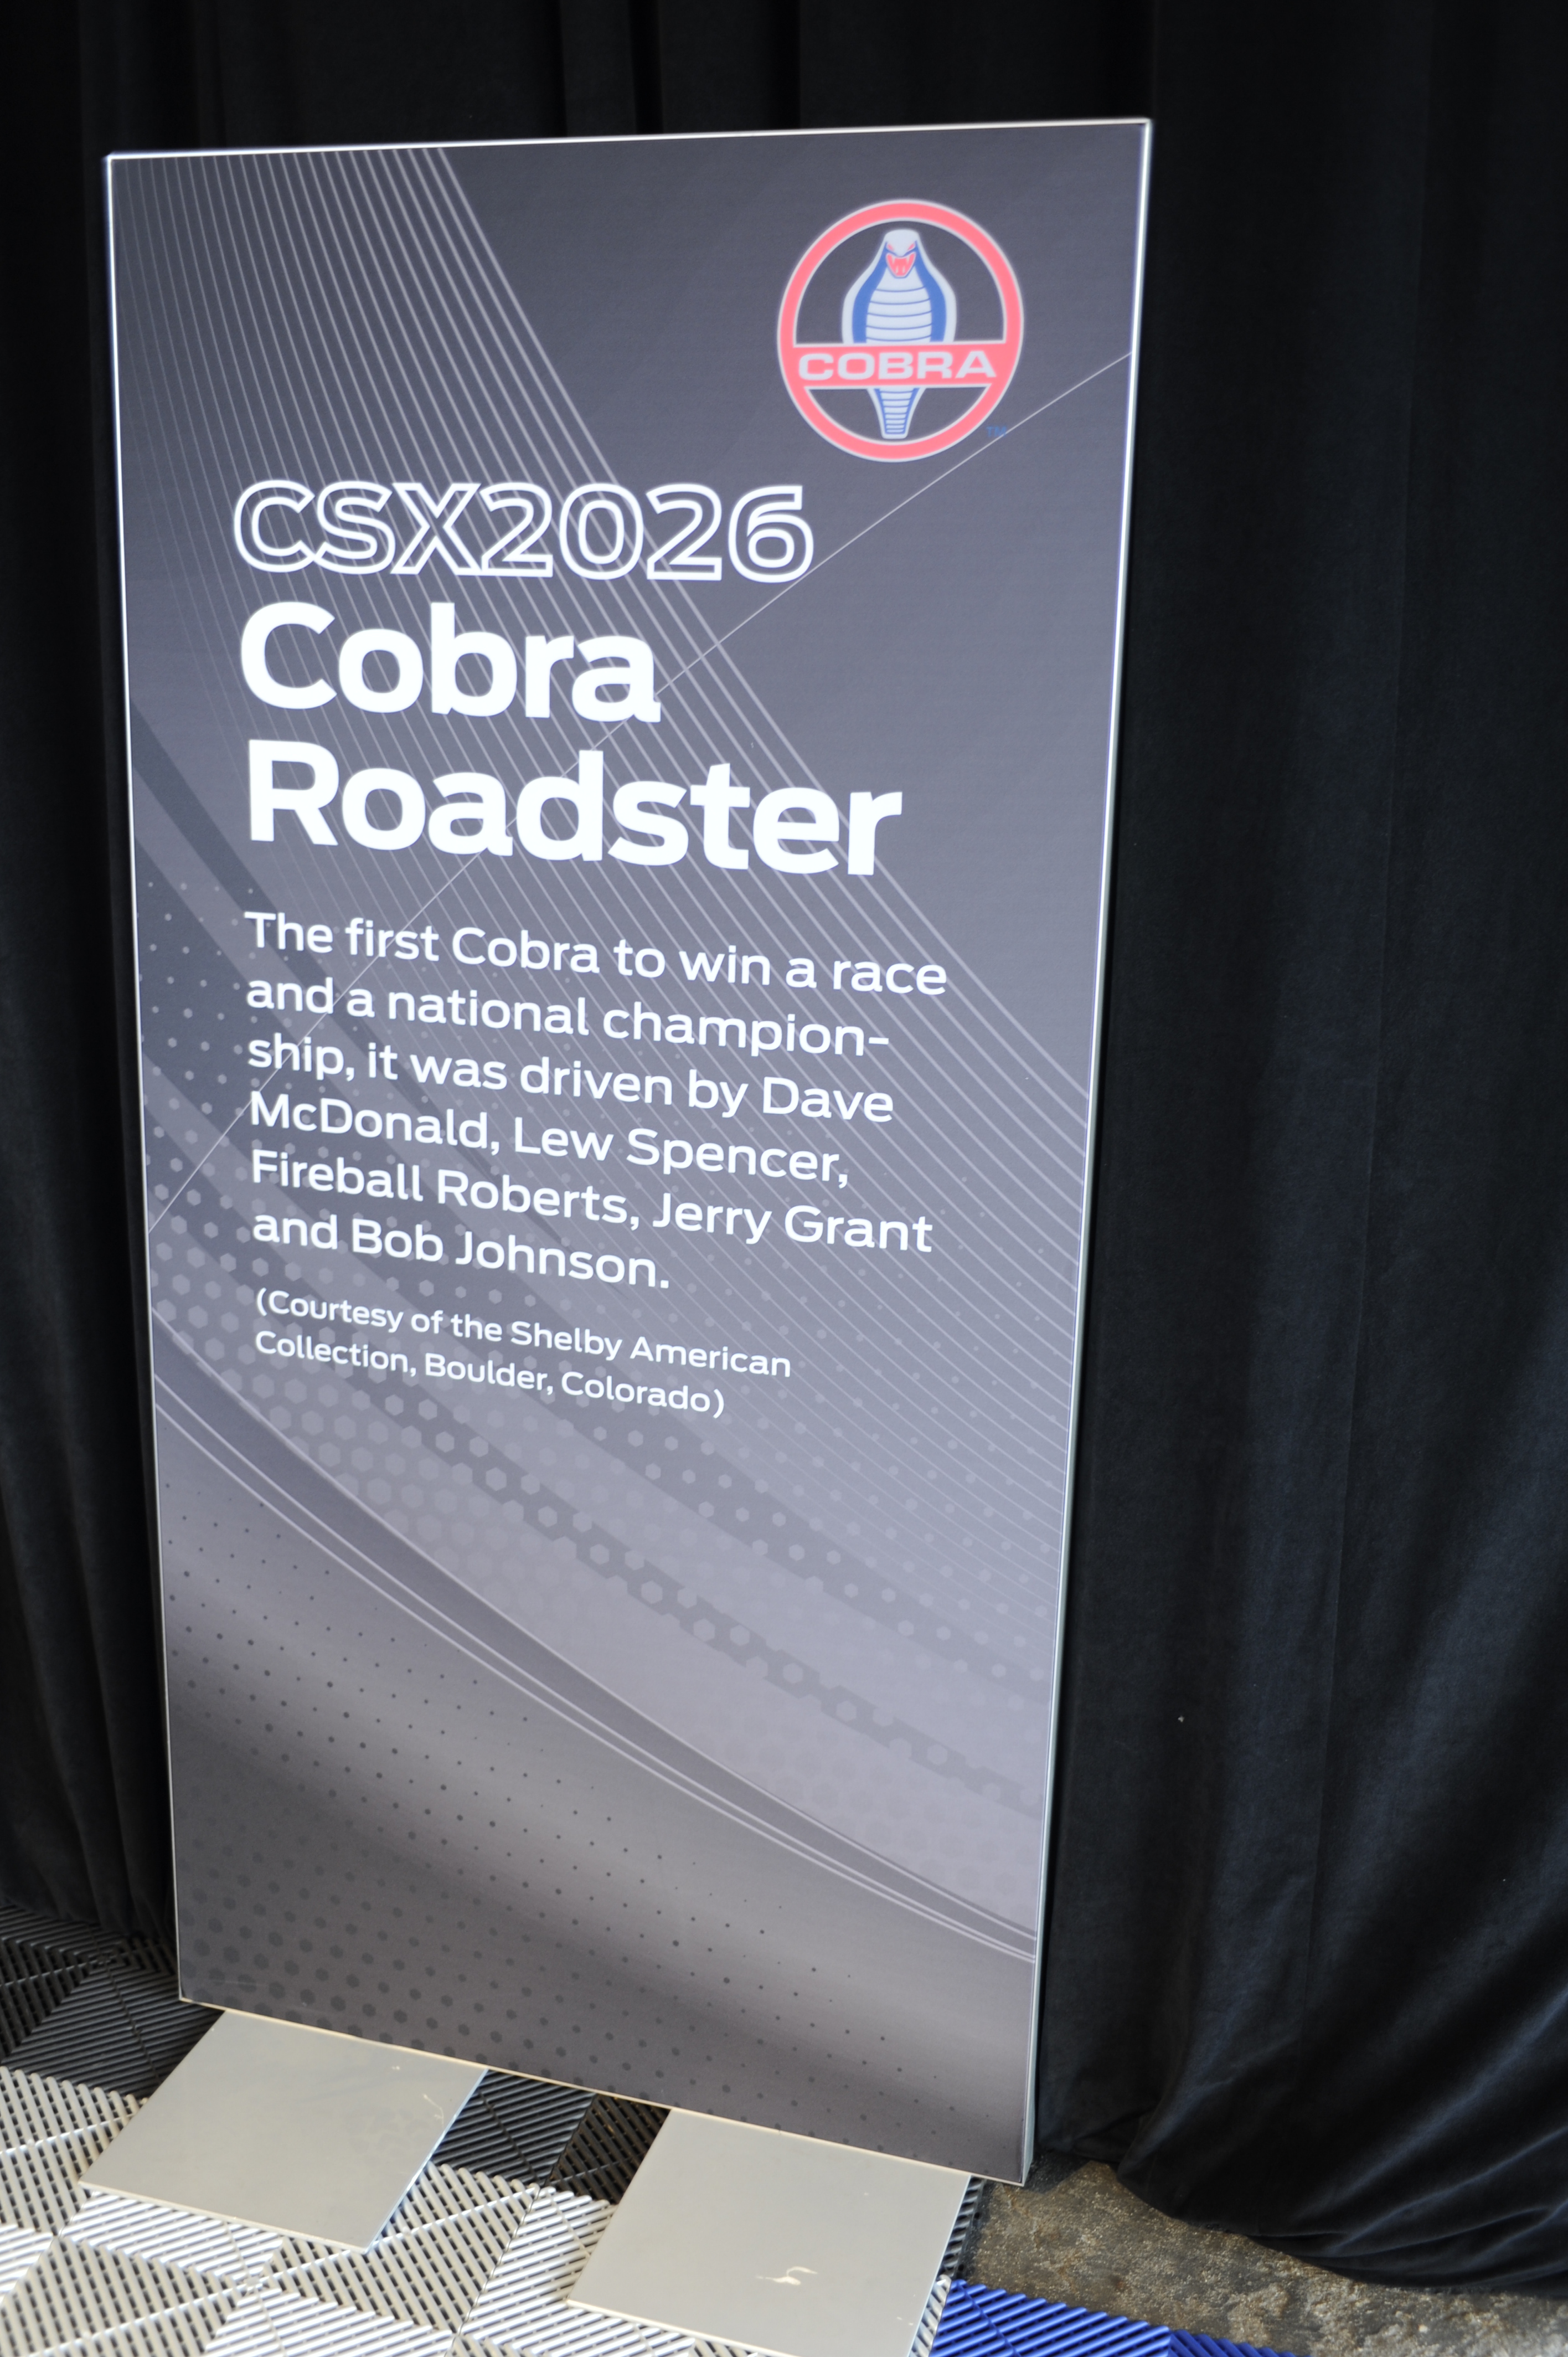 COBRA
TM
CSX2026
Cobra
Roadster
The first Cobra to win a race
and a national champion-
ship, it was driven by Dave
McDonald, Lew Spencer,
Fireball Roberts, Jerry Grant
and Bob Johnson.
(Courtesy of the Shelby American
Collection, Boulder, Colorado)